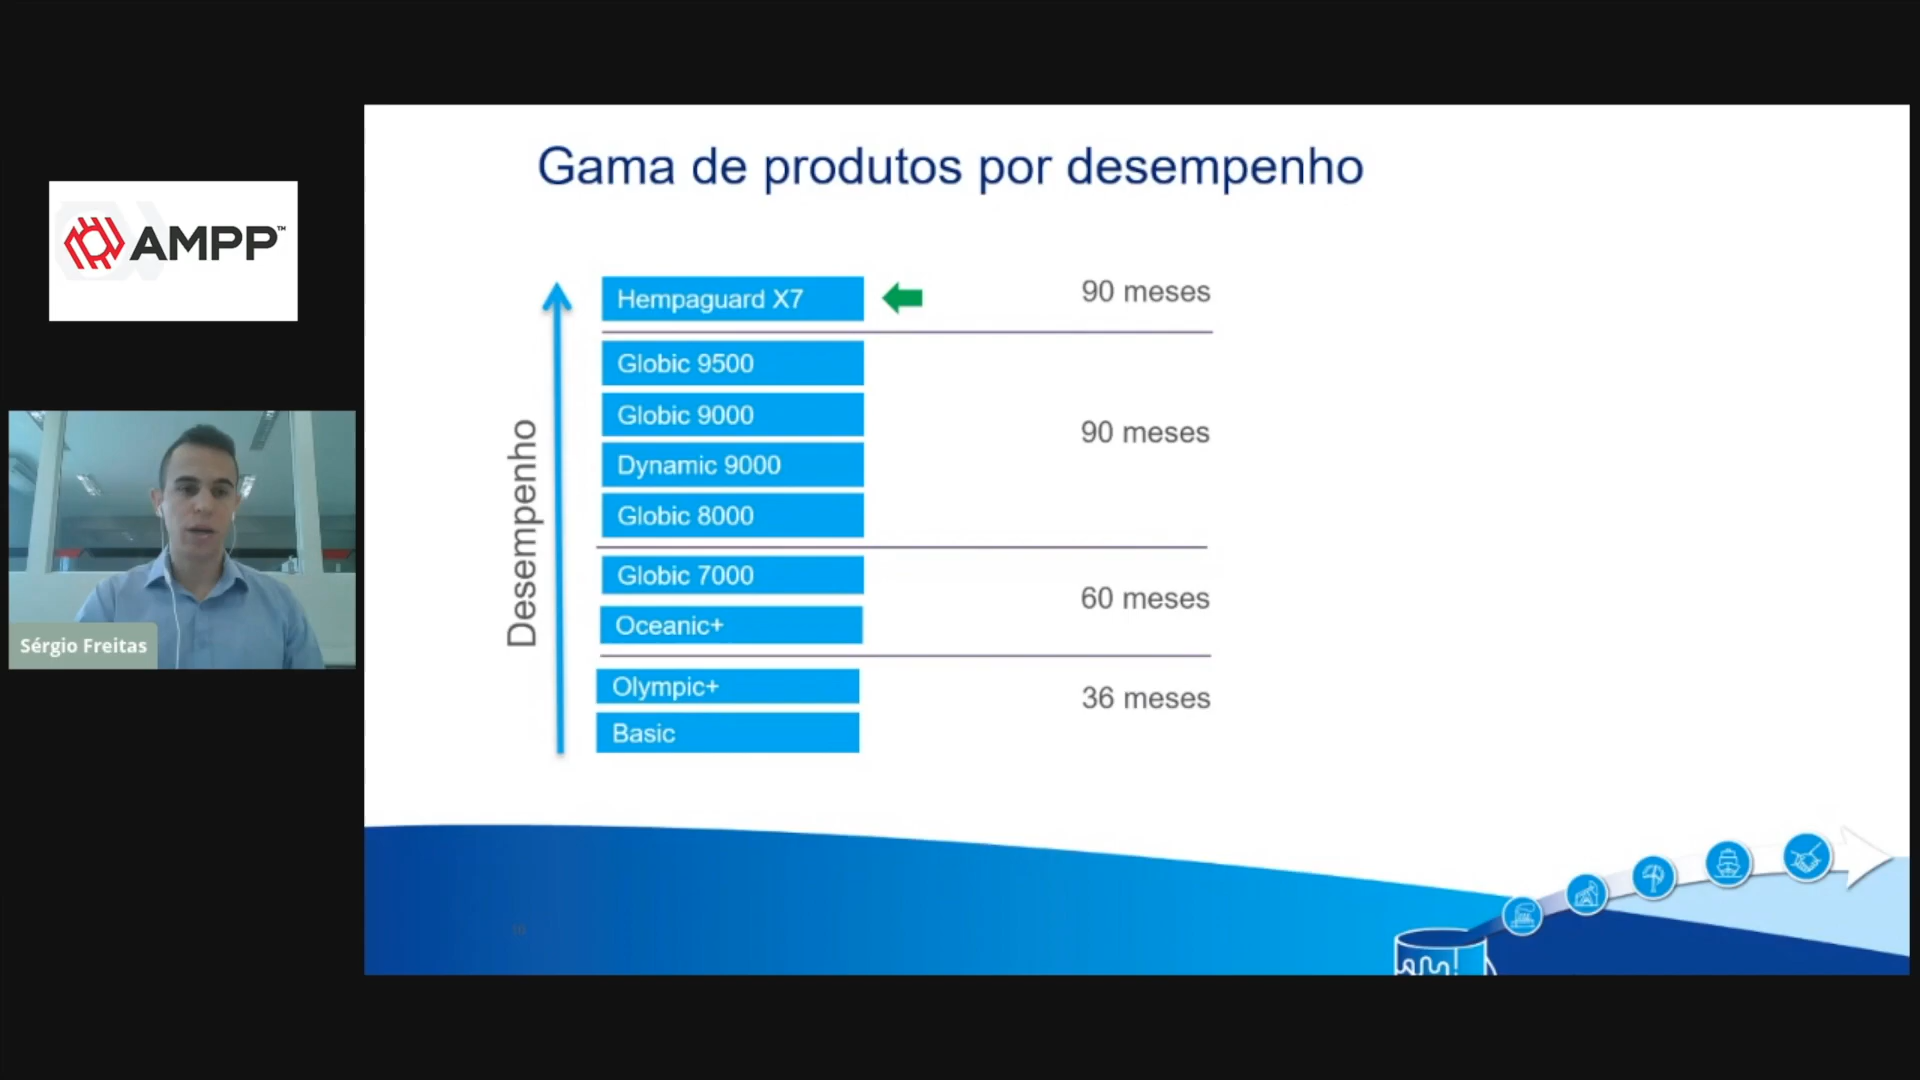 AMPP™
Sérgio Freitas
Gama de produtos por desempenho
Desempenho
Hempaguard X7
90 meses
Globic 9500
Globic 9000
Dynamic 9000
Globic 8000
90 meses
Globic 7000
Oceanic+
60 meses
Olympic+
Basic
36 meses